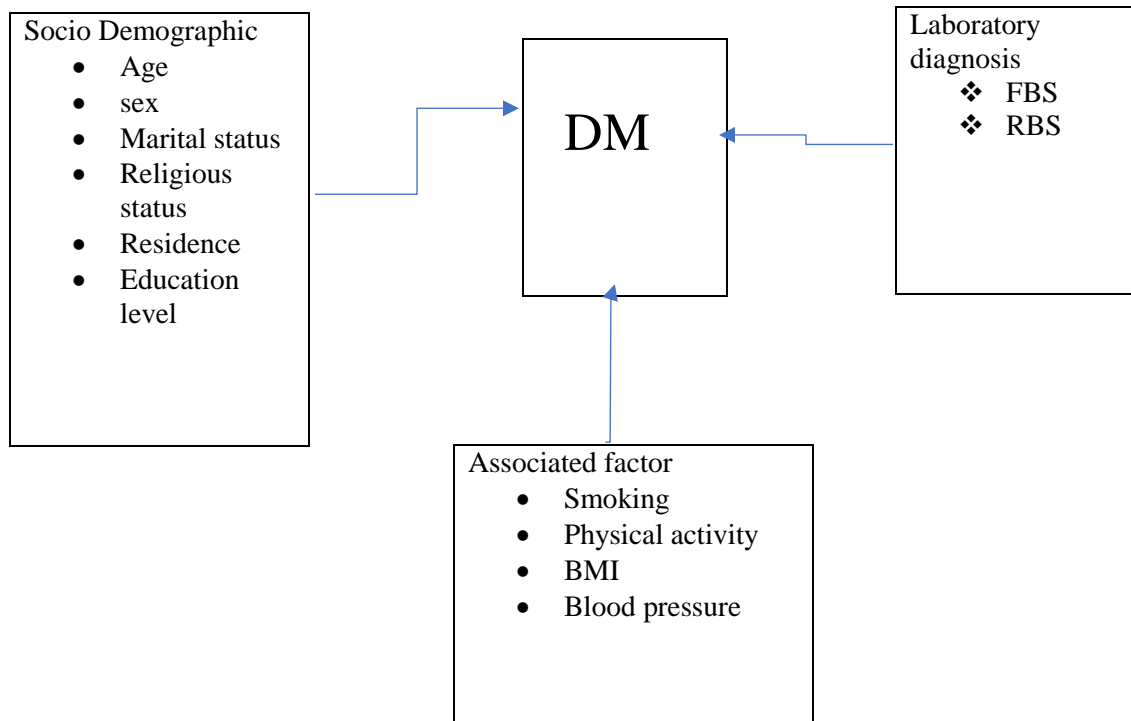 Socio Demographic
• Age
• sex
• Marital status
• Religious
status
• Residence
• Education
level
DM
Laboratory
diagnosis
❖ FBS
❖ RBS
Associated factor
• Smoking
• Physical activity
• BMI
• Blood pressure